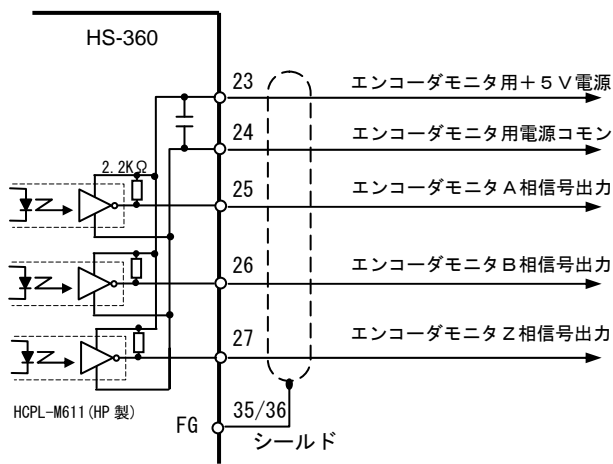 HS-360
23 エンコーダモニタ用+５V電源
24 エンコーダモニタ用電源コモン
2.2KΩ
25 エンコーダモニタA相信号出力
26 エンコーダモニタB相信号出力
27 エンコーダモニタZ相信号出力
HCPL-M611(HP 製)
FG 35/36
シールド